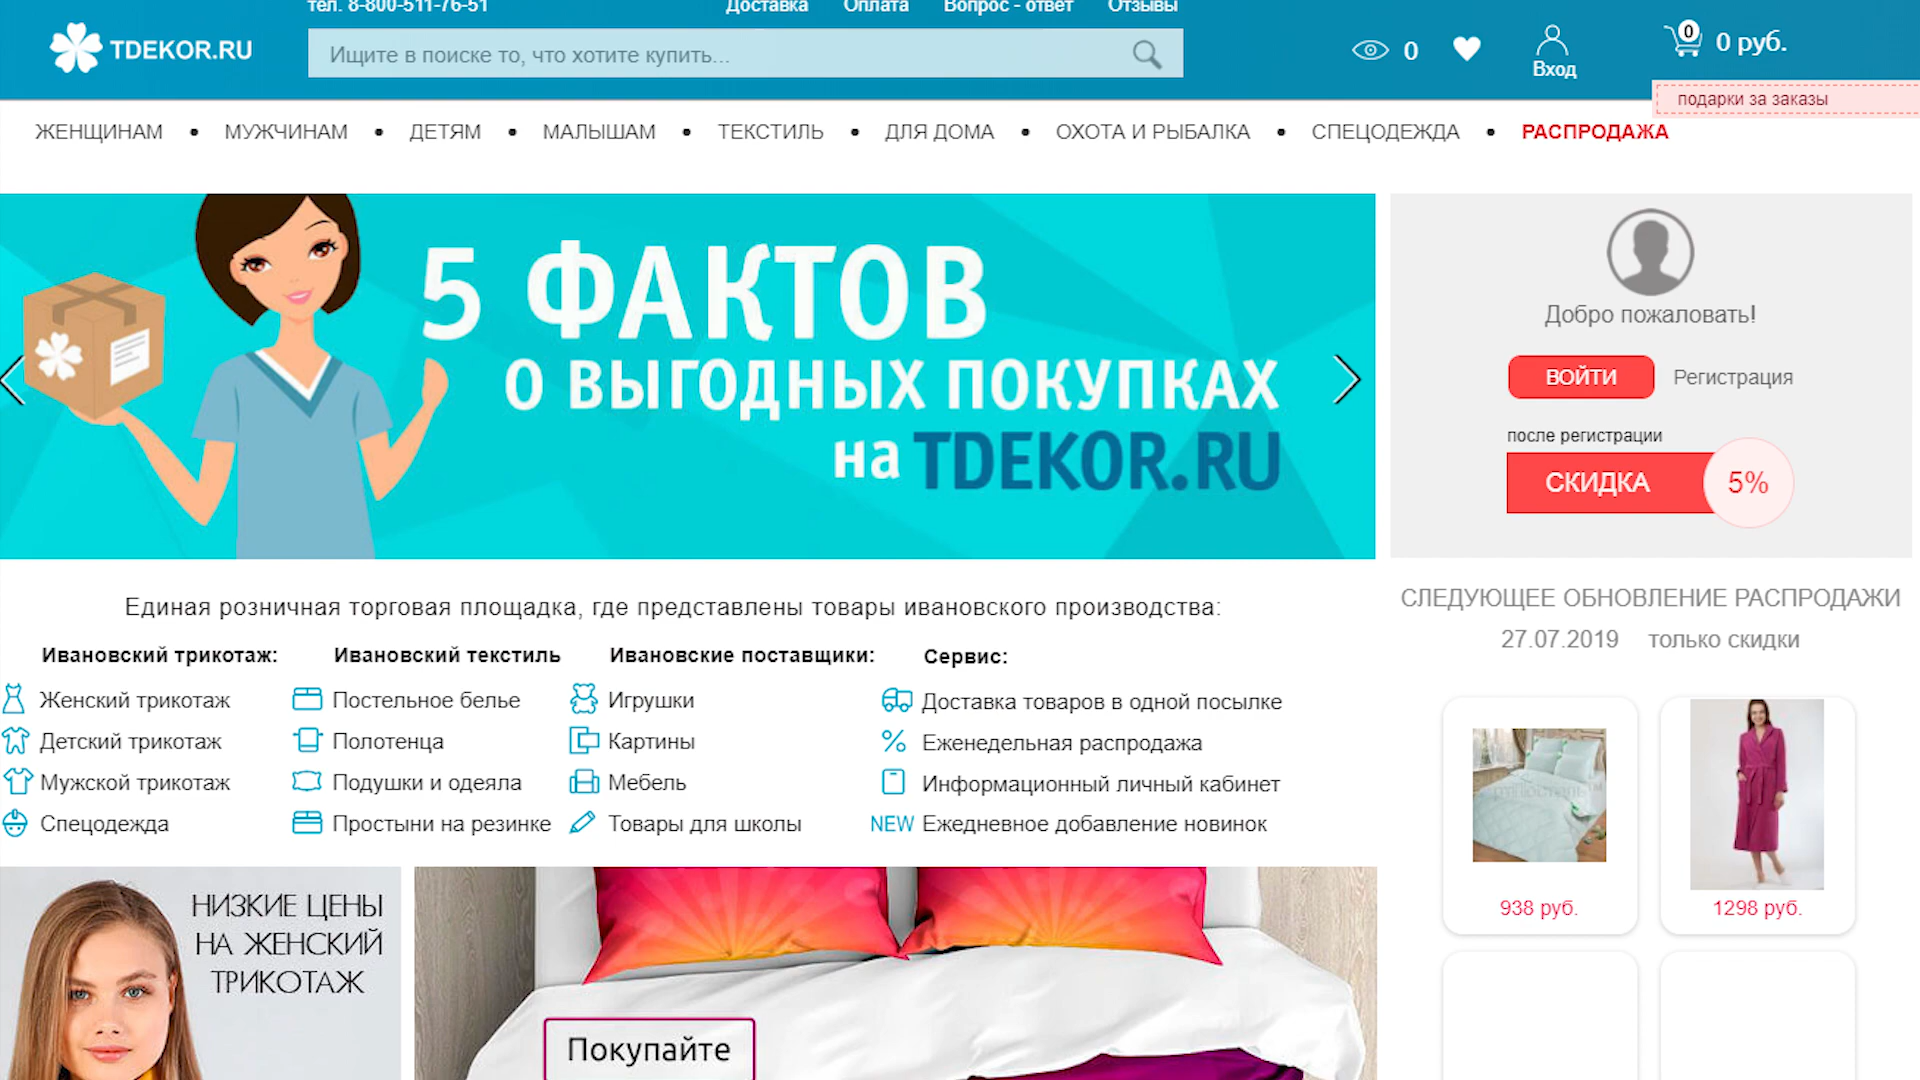 тел. 8-800-511-76-51
Доставка Оплата Вопрос - ответ Отзывы
TDEKOR.RU
Ищите в поиске то, что хотите купить...
0
Вход
0
0 руб.
подарки за заказы
ЖЕНЩИНАМ • МУЖЧИНАМ • ДЕТЯМ • МАЛЫШАМ • ТЕКСТИЛЬ • ДЛЯ ДОМА • ОХОТА И РЫБАЛКА • СПЕЦОДЕЖДА • РАСПРОДАЖА
5 ФАКТОВ
О ВЫГОДНЫХ ПОКУПКАХ
на TDEKOR.RU
Добро пожаловать!
ВОЙТИ Регистрация
после регистрации
СКИДКА 5%
Единая розничная торговая площадка, где представлены товары ивановского производства:
Ивановский трикотаж:
Женский трикотаж
Детский трикотаж
Мужской трикотаж
Спецодежда
Ивановский текстиль
Постельное белье
Полотенца
Подушки и одеяла
Простыни на резинке
Ивановские поставщики:
Игрушки
Картины
Мебель
Товары для школы
Сервис:
Доставка товаров в одной посылке
Еженедельная распродажа
Информационный личный кабинет
NEW Ежедневное добавление новинок
СЛЕДУЮЩЕЕ ОБНОВЛЕНИЕ РАСПРОДАЖИ
27.07.2019 только скидки
938 руб.
1298 руб.
НИЗКИЕ ЦЕНЫ
НА ЖЕНСКИЙ
ТРИКОТАЖ
Покупайте